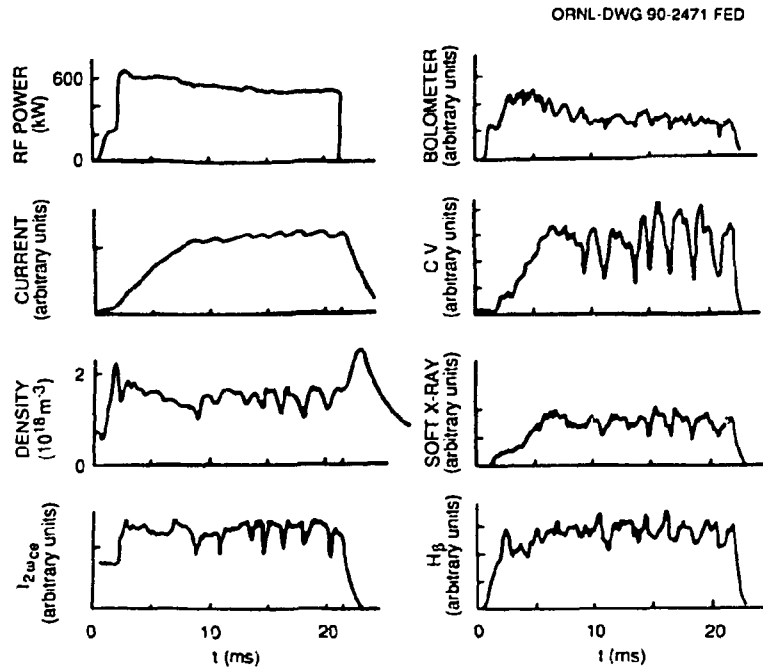 ORNL-DWG 90-2471 FED
RF POWER
(kW)
600
0
CURRENT
(arbitrary units)
DENSITY
(10¹⁸ m⁻³)
2
0
I₂ωce
(arbitrary units)
0
10
20
t (ms)
BOLOMETER
(arbitrary units)
C V
(arbitrary units)
SOFT X-RAY
(arbitrary units)
Hβ
(arbitrary units)
0
10
20
t (ms)